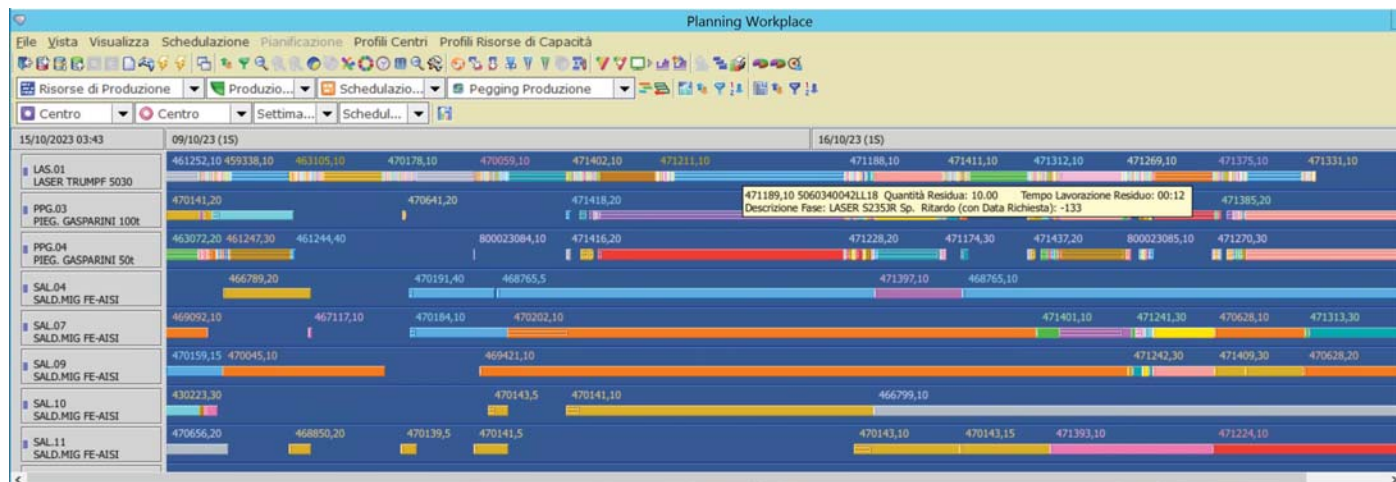 Planning Workplace
File Vista Visualizza Schedulazione Pianificazione Profili Centri Profili Risorse di Capacità
Risorse di Produzione Produzio... Schedulazio... Pegging Produzione
Centro Centro Settima... Schedul...
15/10/2023 03:43 09/10/23 (1S) 16/10/23 (1S)
461252,10 459338,10 463105,10 470178,10 470059,10 471402,10 471211,10 471188,10 471411,10 471312,10 471269,10 471375,10 471331,10
LAS.01
LASER TRUMPF 5030
471189,10 5060340042LL18 Quantità Residua: 10.00 Tempo Lavorazione Residuo: 00:12
Descrizione Fase: LASER S235JR Sp. Ritardo (con Data Richiesta): -133
470141,20 470641,20 471418,20 471385,20
PPG.03
PIEG. GASPARINI 100t
463072,20 461247,30 461244,40 800023084,10 471416,20 471228,20 471174,30 471437,20 800023085,10 471270,30
PPG.04
PIEG. GASPARINI 50t
466789,20 470191,40 468765,5 471397,10 468765,10
SAL.04
SALD.MIG FE-AISI
469092,10 467117,10 470184,10 470202,10 471401,10 471241,30 470628,10 471313,30
SAL.07
SALD.MIG FE-AISI
470159,15 470045,10 469421,10 471242,30 471409,30 470628,20
SAL.09
SALD.MIG FE-AISI
430223,30 470143,5 470141,10 466799,10
SAL.10
SALD.MIG FE-AISI
470656,20 468850,20 470139,5 470141,5 470143,10 470143,15 471393,10 471224,10
SAL.11
SALD.MIG FE-AISI